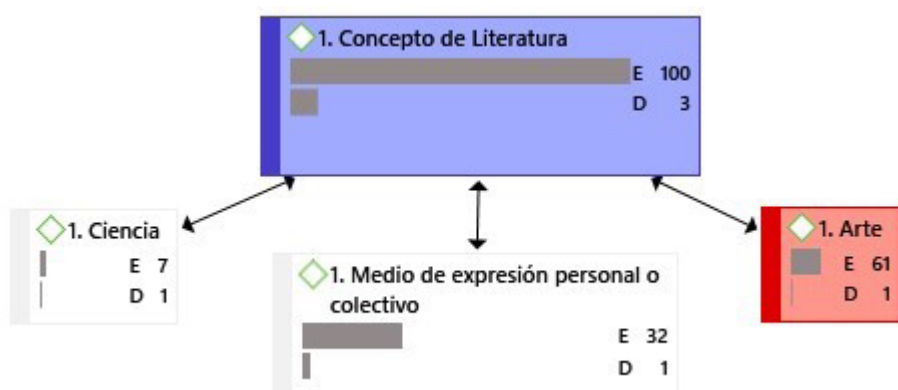 1. Concepto de Literatura
E 100
D 3
1. Ciencia
E 7
D 1
1. Medio de expresión personal o
colectivo
E 32
D 1
1. Arte
E 61
D 1